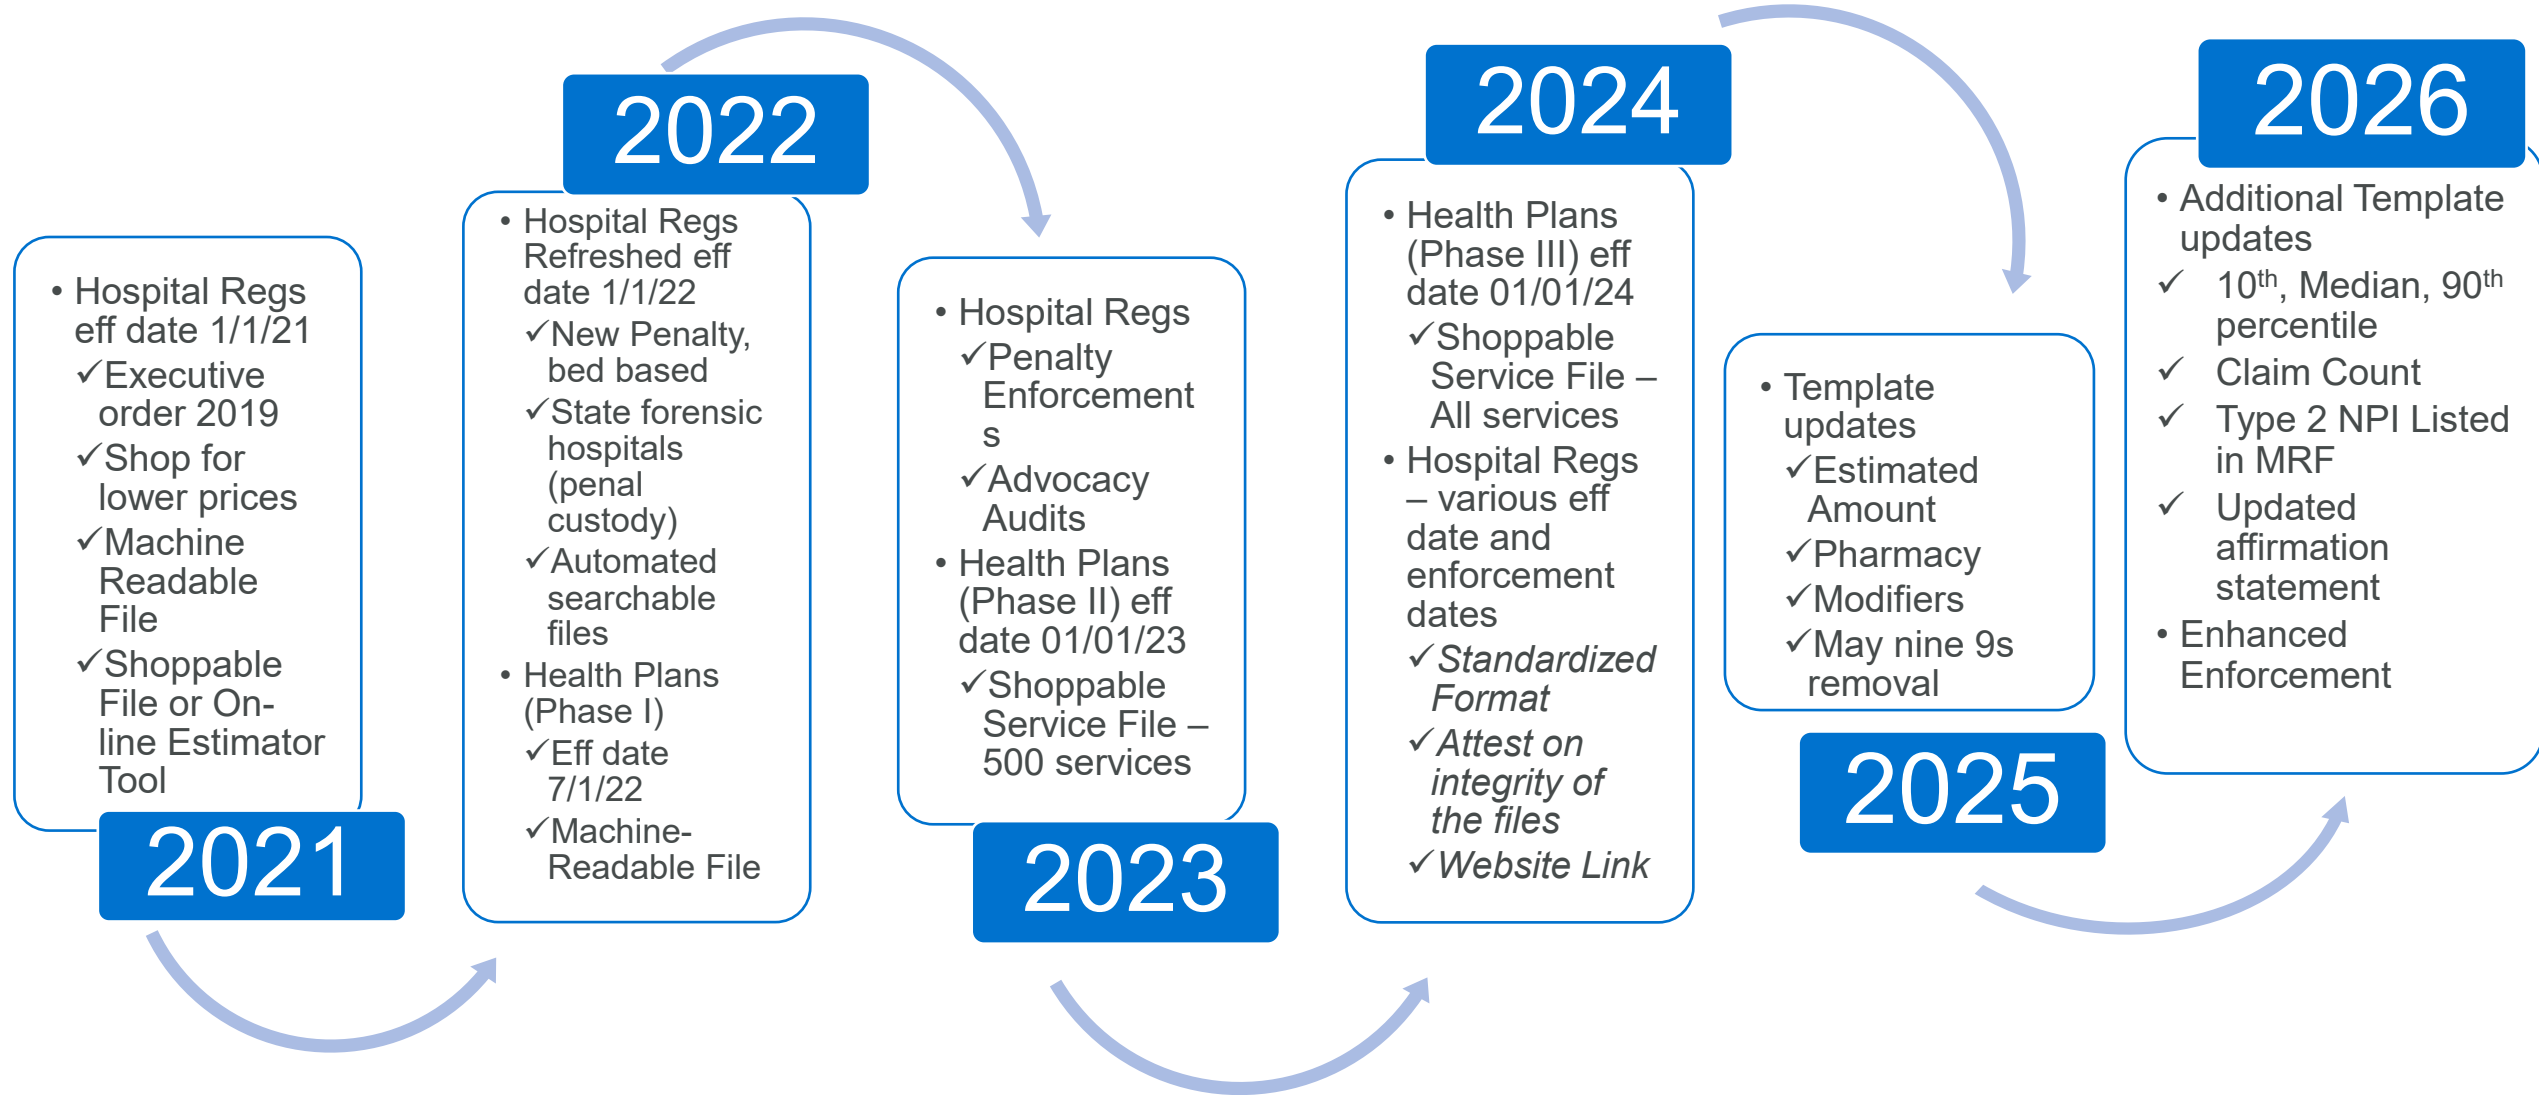 • Hospital Regs
eff date 1/1/21
✓Executive
order 2019
✓Shop for
lower prices
✓Machine
Readable
File
✓Shoppable
File or On-
line Estimator
Tool
2021
2022
• Hospital Regs
Refreshed eff
date 1/1/22
✓New Penalty,
bed based
✓State forensic
hospitals
(penal
custody)
✓Automated
searchable
files
• Health Plans
(Phase I)
✓Eff date
7/1/22
✓Machine-
Readable File
• Hospital Regs
✓Penalty
Enforcement
s
✓Advocacy
Audits
• Health Plans
(Phase II) eff
date 01/01/23
✓Shoppable
Service File –
500 services
2023
2024
• Health Plans
(Phase III) eff
date 01/01/24
✓Shoppable
Service File –
All services
• Hospital Regs
– various eff
date and
enforcement
dates
✓Standardized
Format
✓Attest on
integrity of
the files
✓Website Link
• Template
updates
✓Estimated
Amount
✓Pharmacy
✓Modifiers
✓May nine 9s
removal
2025
2026
• Additional Template
updates
✓ 10th, Median, 90th
percentile
✓ Claim Count
✓ Type 2 NPI Listed
in MRF
✓ Updated
affirmation
statement
• Enhanced
Enforcement